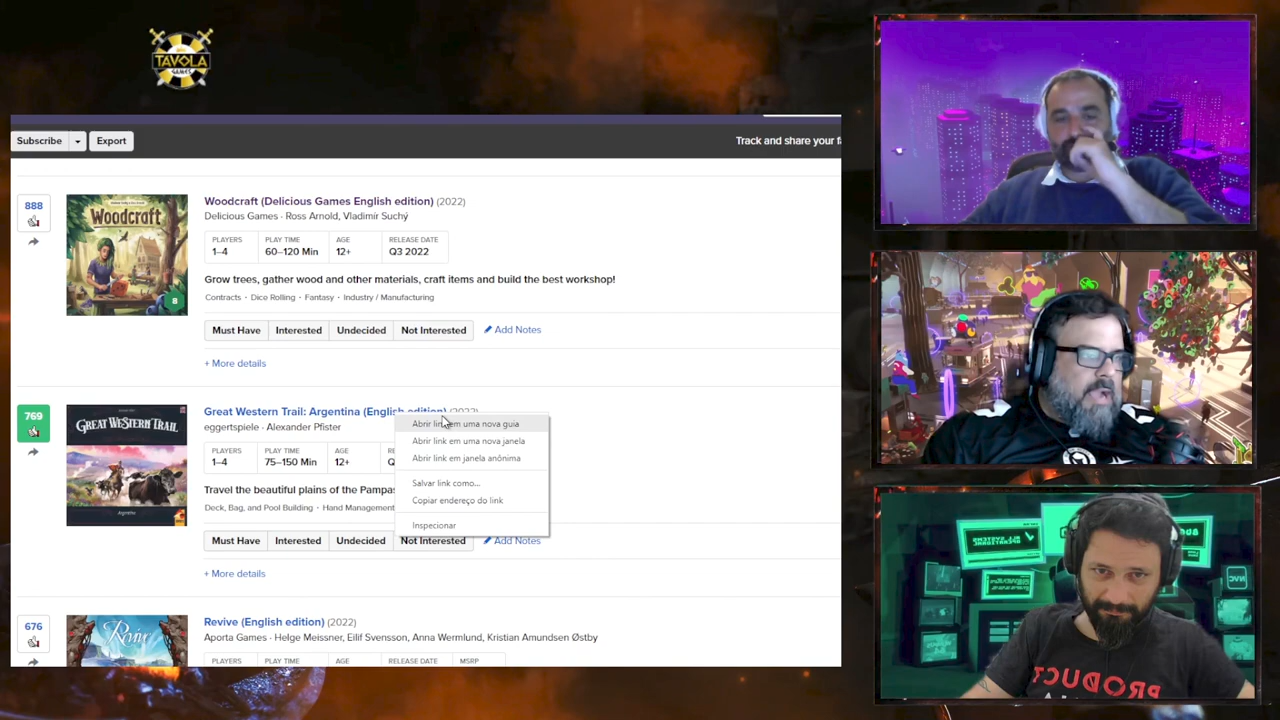 TAVOLA
GAMES
Subscribe
Export
Track and share your f
888
Woodcraft
8
Woodcraft (Delicious Games English edition) (2022)
Delicious Games · Ross Arnold, Vladimír Suchý
PLAYERS
1–4
PLAY TIME
60–120 Min
AGE
12+
RELEASE DATE
Q3 2022
Grow trees, gather wood and other materials, craft items and build the best workshop!
Contracts · Dice Rolling · Fantasy · Industry / Manufacturing
Must Have
Interested
Undecided
Not Interested
Add Notes
+ More details
769
GREAT WESTERN TRAIL
Argentina
Great Western Trail: Argentina (English edition) (2022)
eggertspiele · Alexander Pfister
PLAYERS
1–4
PLAY TIME
75–150 Min
AGE
12+
Travel the beautiful plains of the Pampas
Deck, Bag, and Pool Building · Hand Management
Must Have
Interested
Undecided
Not Interested
Add Notes
+ More details
Abrir link em uma nova guia
Abrir link em uma nova janela
Abrir link em janela anônima
Salvar link como...
Copiar endereço do link
Inspecionar
676
Revive
Revive (English edition) (2022)
Aporta Games · Helge Meissner, Eilif Svensson, Anna Wermlund, Kristian Amundsen Østby
PLAYERS
PLAY TIME
AGE
RELEASE DATE
MSRP
PRODUCT